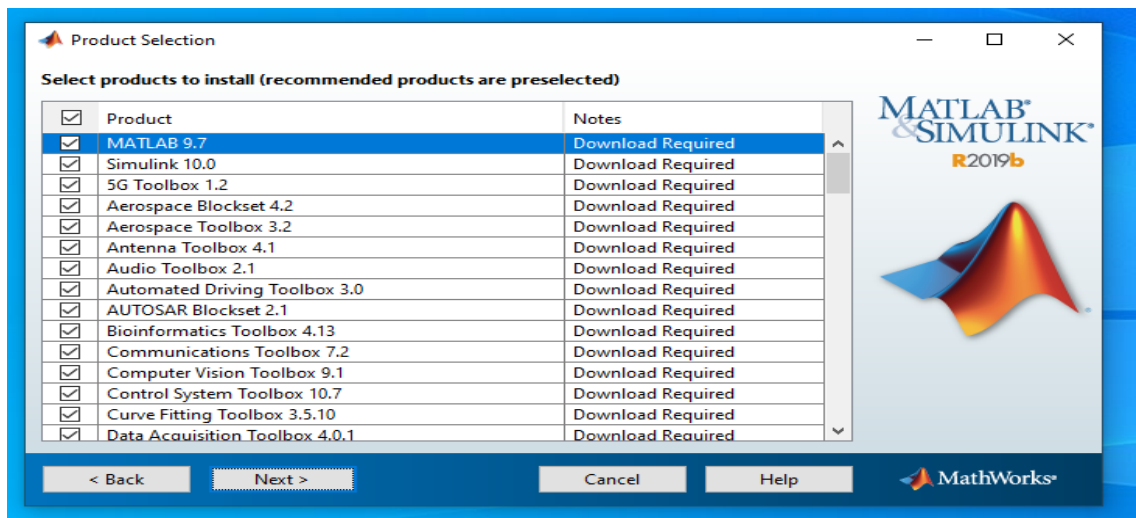 Product Selection
Select products to install (recommended products are preselected)
Product Notes
MATLAB 9.7 Download Required
Simulink 10.0 Download Required
5G Toolbox 1.2 Download Required
Aerospace Blockset 4.2 Download Required
Aerospace Toolbox 3.2 Download Required
Antenna Toolbox 4.1 Download Required
Audio Toolbox 2.1 Download Required
Automated Driving Toolbox 3.0 Download Required
AUTOSAR Blockset 2.1 Download Required
Bioinformatics Toolbox 4.13 Download Required
Communications Toolbox 7.2 Download Required
Computer Vision Toolbox 9.1 Download Required
Control System Toolbox 10.7 Download Required
Curve Fitting Toolbox 3.5.10 Download Required
Data Acquisition Toolbox 4.0.1 Download Required
MATLAB®
&SIMULINK®
R2019b
< Back Next > Cancel Help MathWorks®